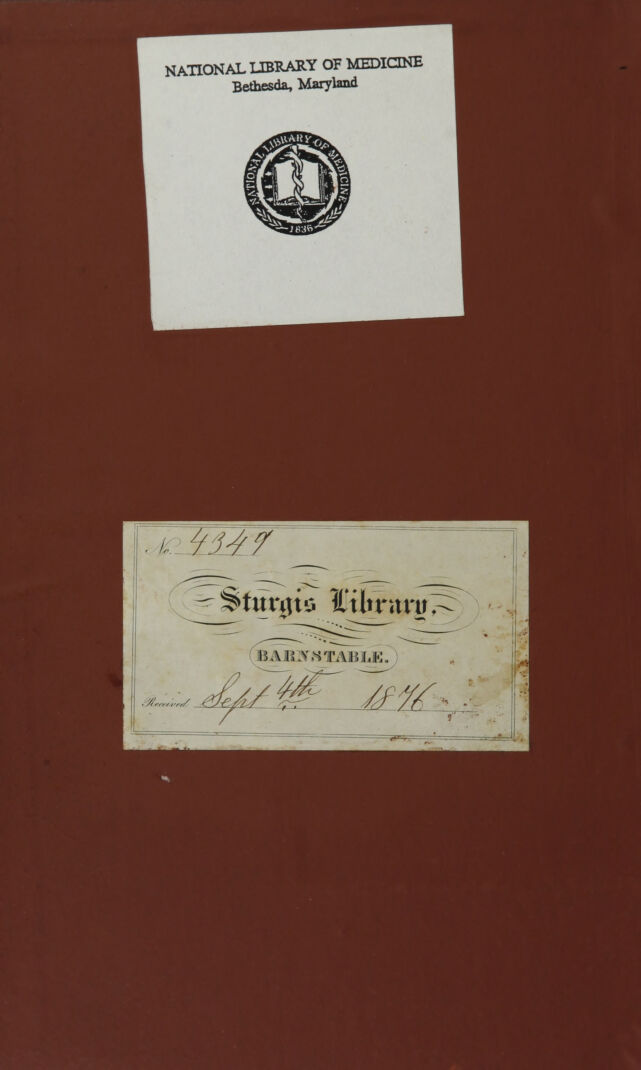 NATIONAL LIBRARY OF MEDICINE
Bethesda, Maryland
NATIONAL LIBRARY OF MEDICINE
1836
No. 4349
Sturgis Library,
BARNSTABLE.
Received Sept 4th 1876